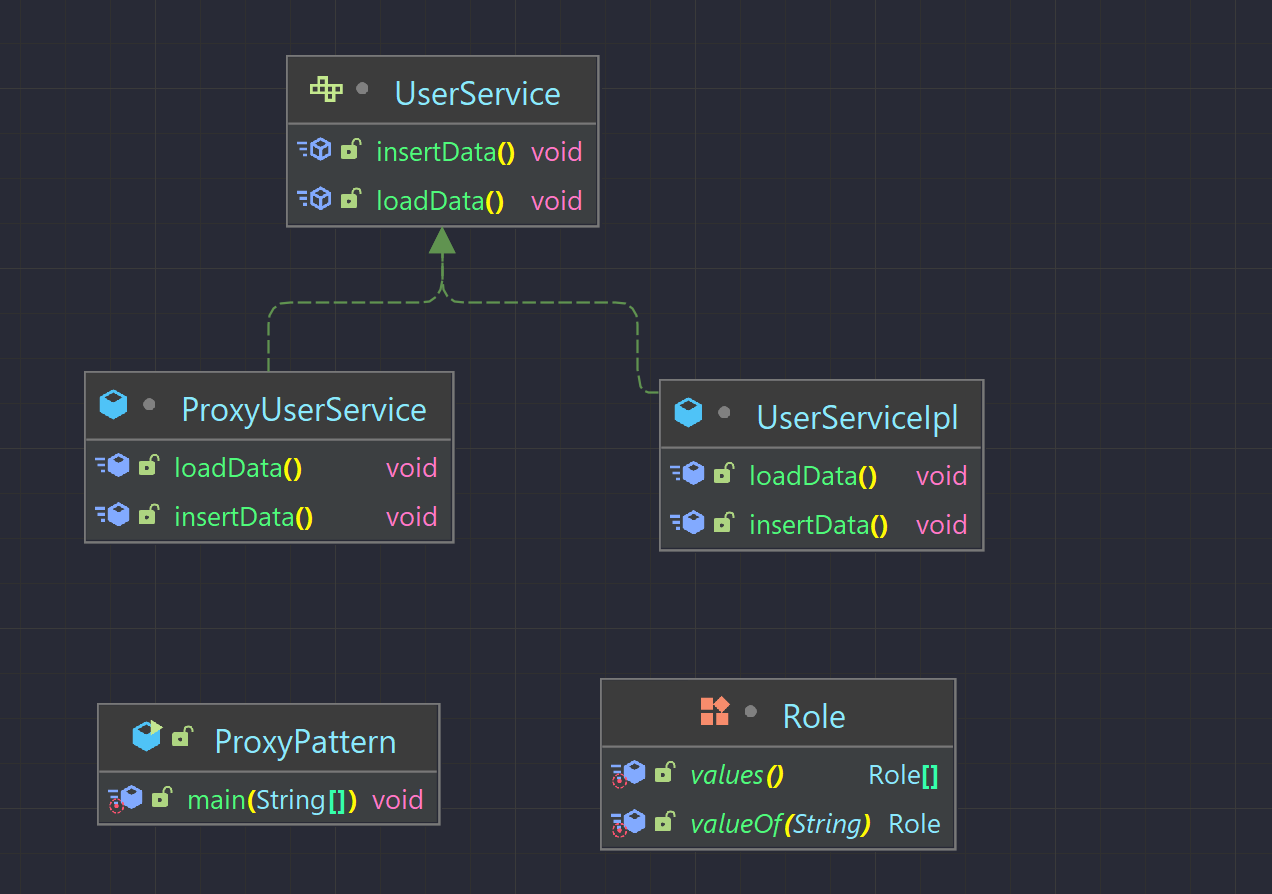 UserService
insertData() void
loadData() void
ProxyUserService
loadData() void
insertData() void
UserServiceIpl
loadData() void
insertData() void
ProxyPattern
main(String[]) void
Role
values() Role[]
valueOf(String) Role